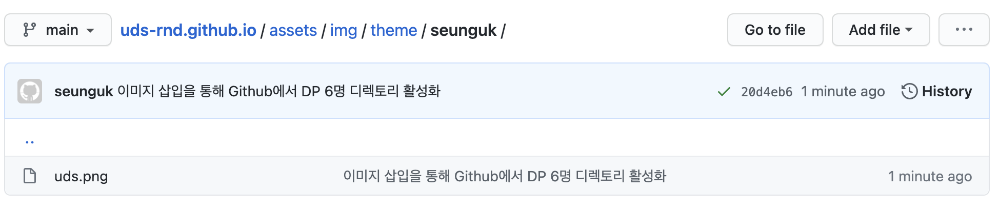 main uds-rnd.github.io / assets / img / theme / seunguk / Go to file Add file ···
seunguk 이미지 삽입을 통해 Github에서 DP 6명 디렉토리 활성화 20d4eb6 1 minute ago History
..
uds.png 이미지 삽입을 통해 Github에서 DP 6명 디렉토리 활성화 1 minute ago